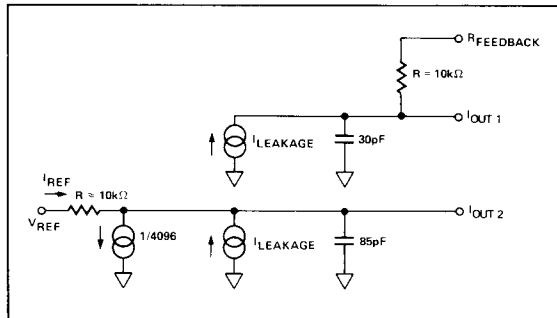 RFEEDBACK
R = 10kΩ
IOUT 1
ILEAKAGE
30pF
IREF
R = 10kΩ
VREF
1/4096
ILEAKAGE
85pF
IOUT 2